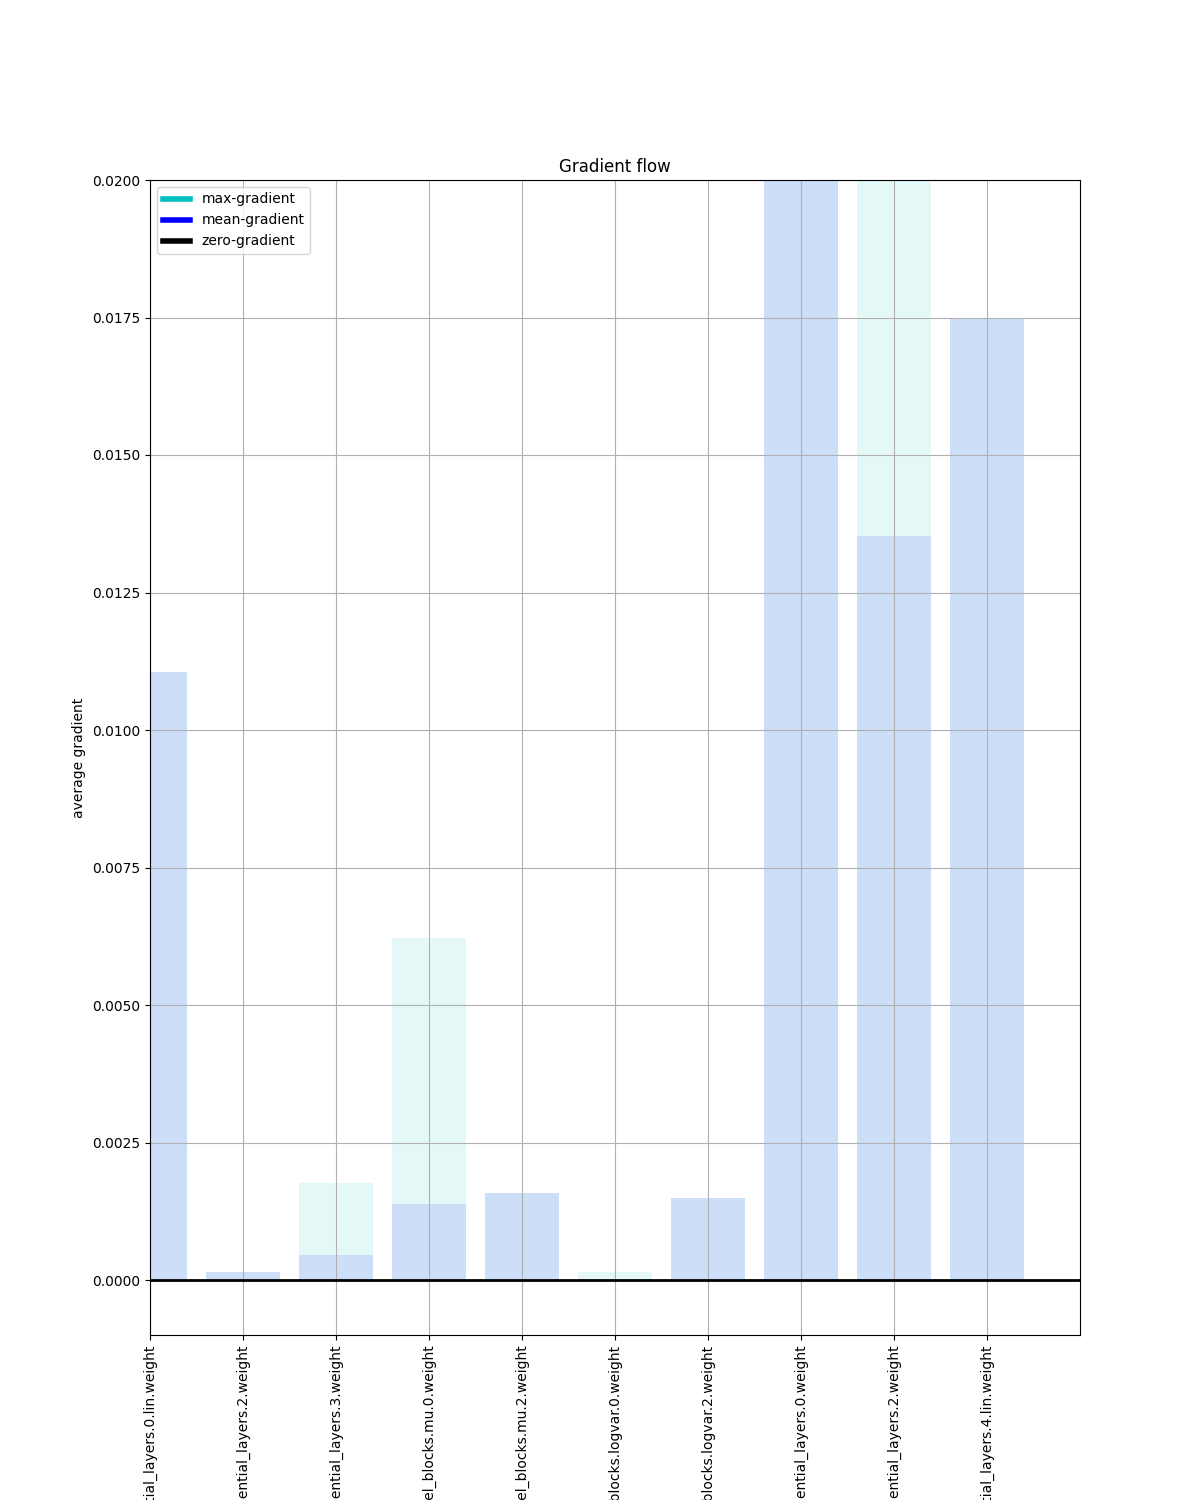 Gradient flow
max-gradient
mean-gradient
zero-gradient
0.0200
0.0175
0.0150
0.0125
0.0100
0.0075
0.0050
0.0025
0.0000
average gradient
tial_layers.0.lin.weight
ential_layers.2.weight
ential_layers.3.weight
el_blocks.mu.0.weight
el_blocks.mu.2.weight
blocks.logvar.0.weight
blocks.logvar.2.weight
ential_layers.0.weight
ential_layers.2.weight
tial_layers.4.lin.weight